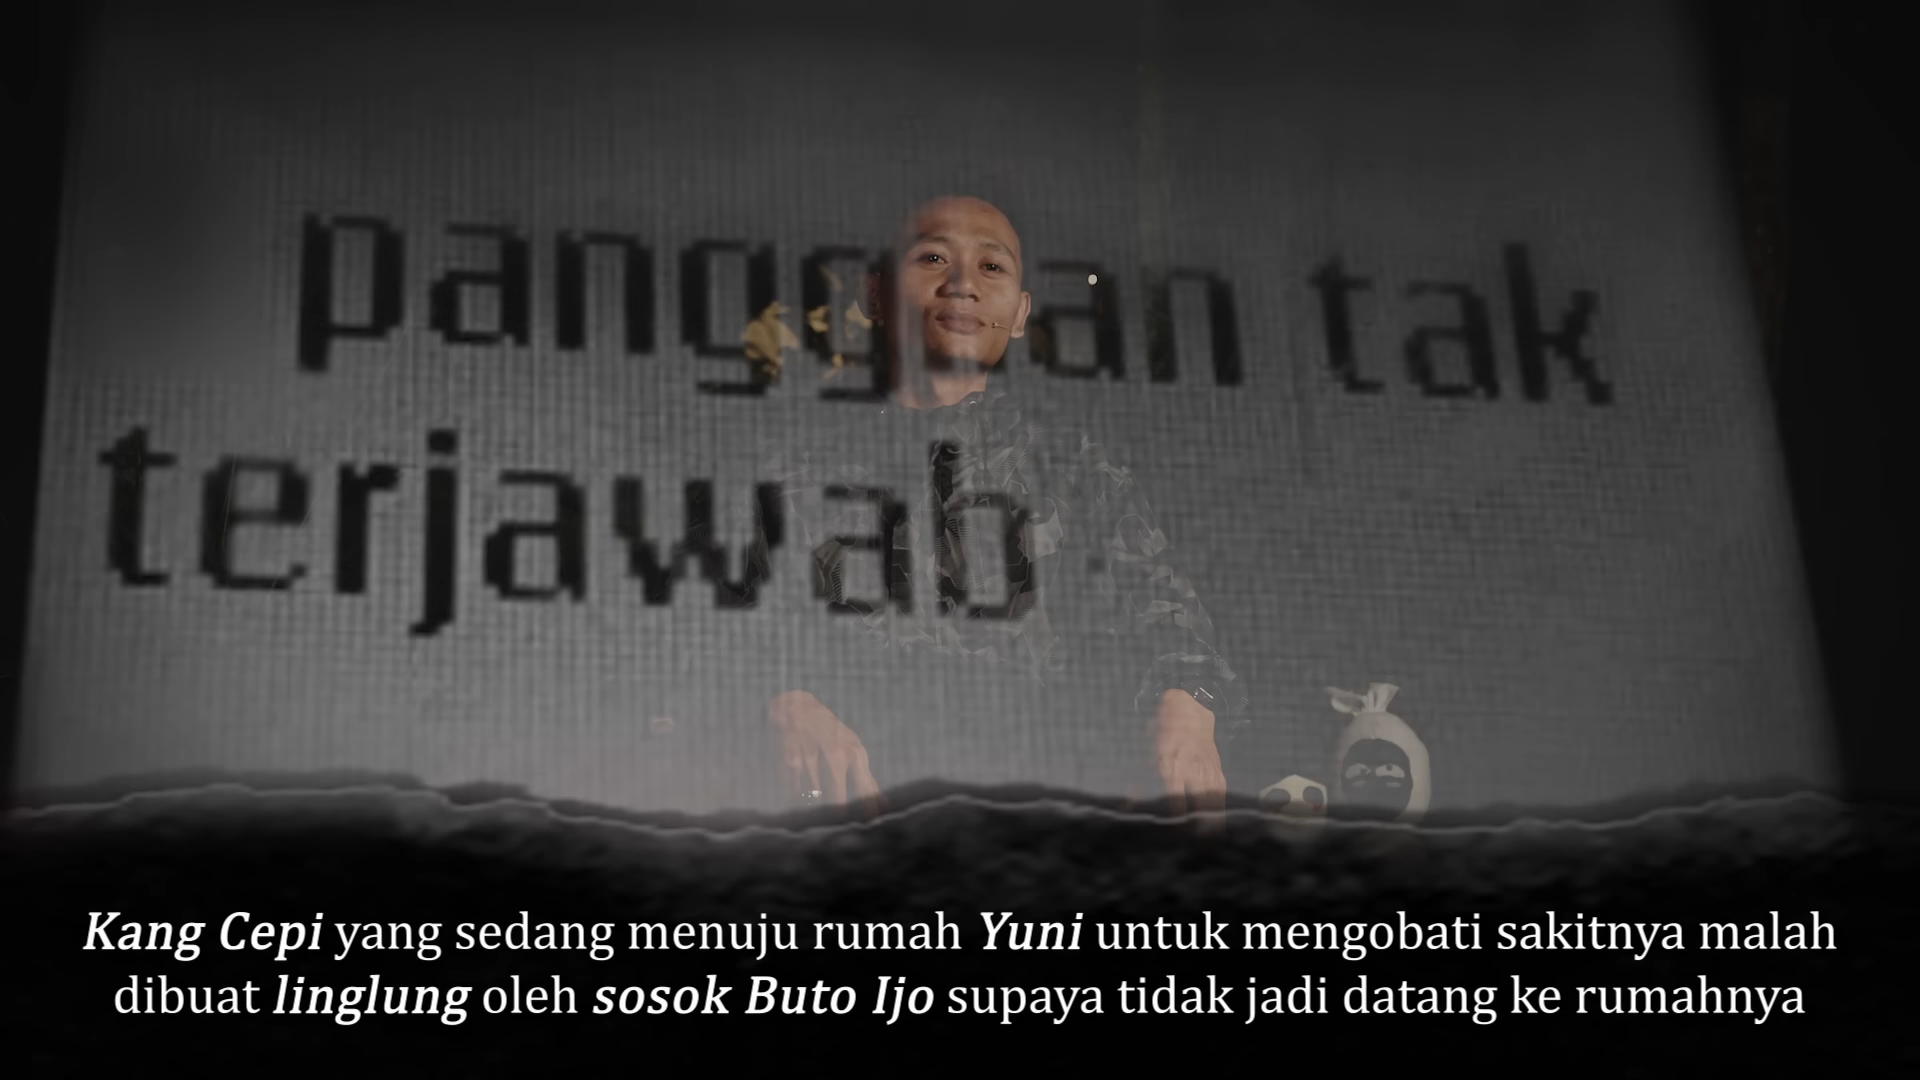 panggilan tak
terjawab
Kang Cepi yang sedang menuju rumah Yuni untuk mengobati sakitnya malah
dibuat linglung oleh sosok Buto Ijo supaya tidak jadi datang ke rumahnya